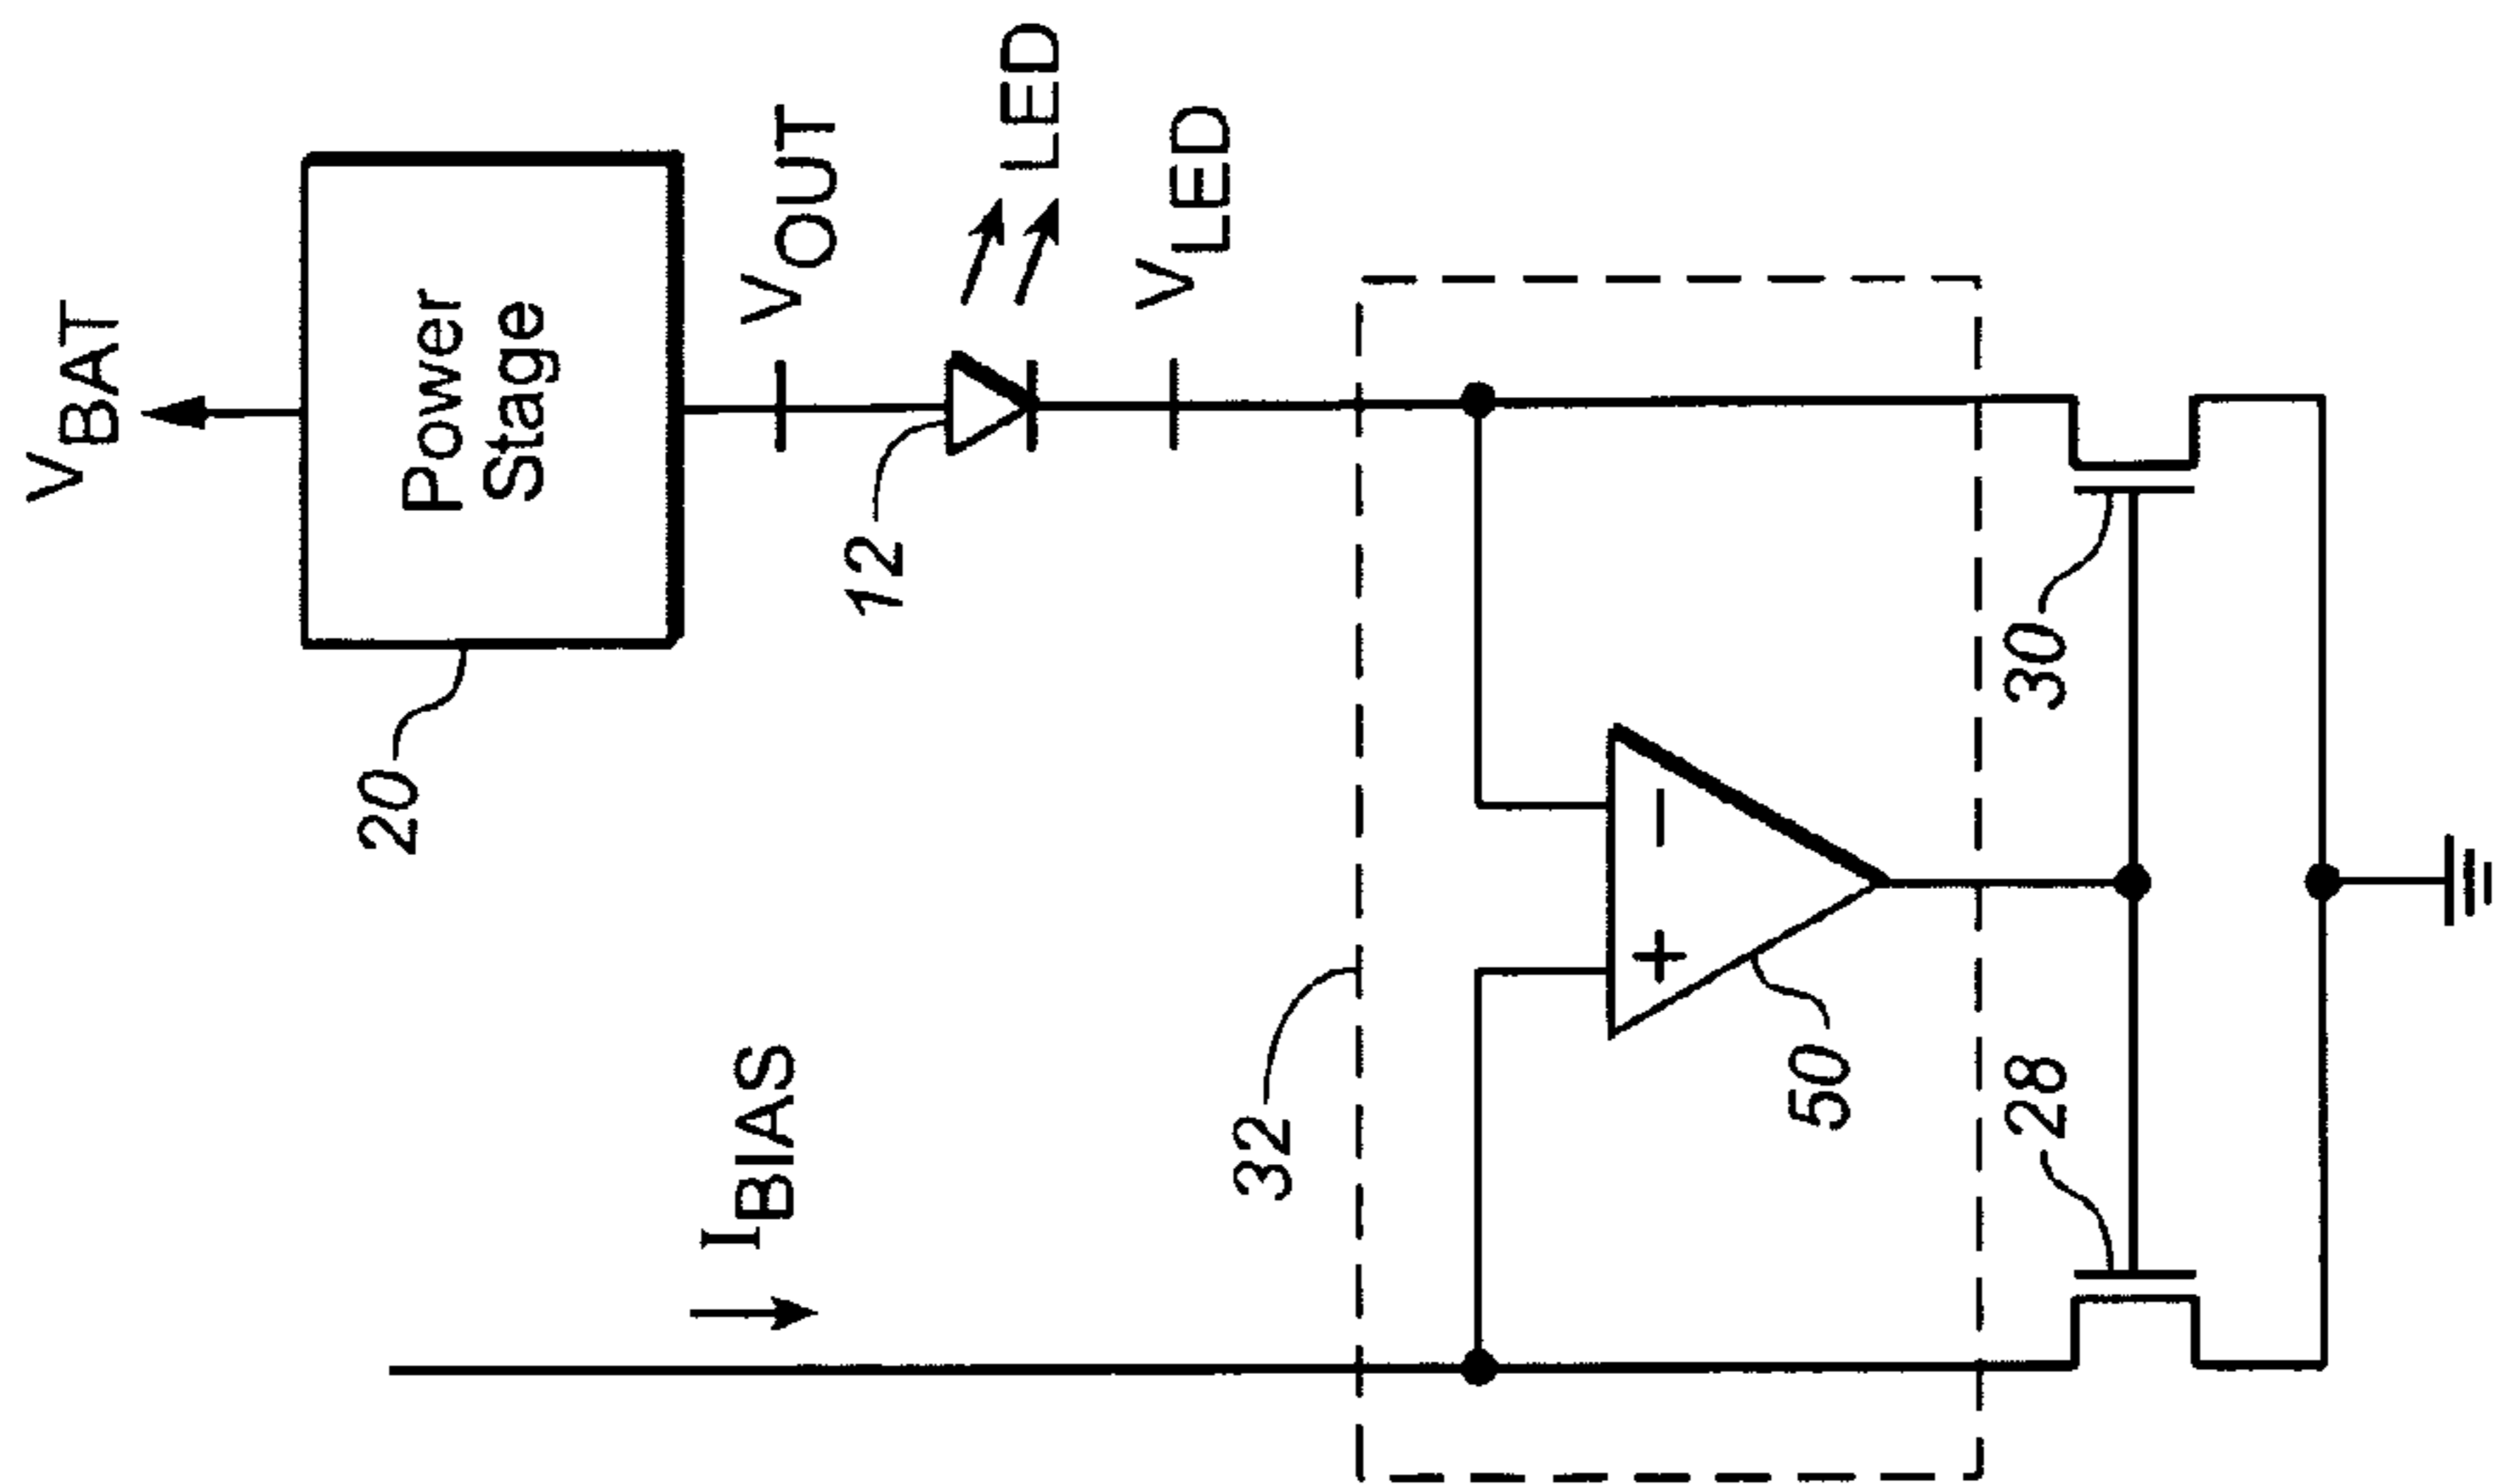 VBAT
Power
Stage
20
VOUT
12
LED
VLED
IBIAS
32
−
+
50
30
28